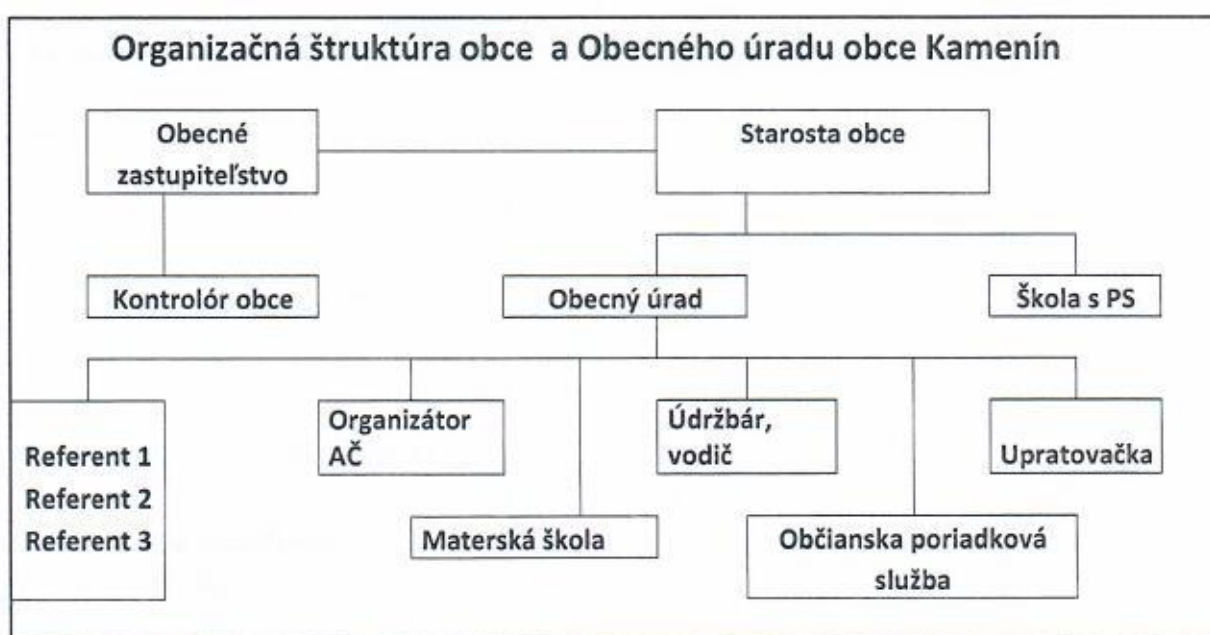 Organizačná štruktúra obce a Obecného úradu obce Kamenín
Obecné
zastupiteľstvo
Starosta obce
Kontrolór obce
Obecný úrad
Škola s PS
Referent 1
Referent 2
Referent 3
Organizátor
AČ
Údržbár,
vodič
Upratovačka
Materská škola
Občianska poriadková
služba